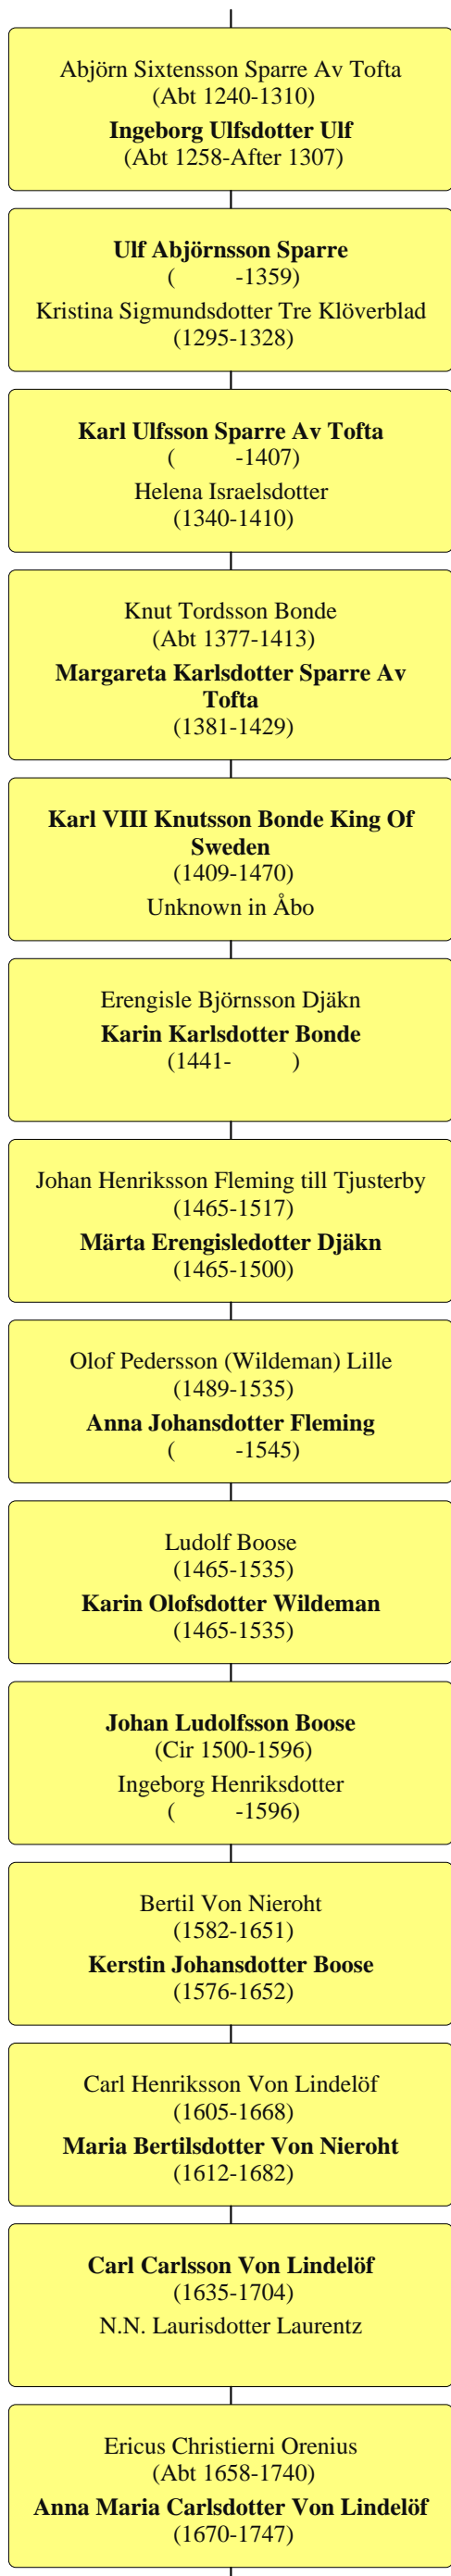 Abjörn Sixtensson Sparre Av Tofta
(Abt 1240-1310)
Ingeborg Ulfsdotter Ulf
(Abt 1258-After 1307)
Ulf Abjörnsson Sparre
(        -1359)
Kristina Sigmundsdotter Tre Klöverblad
(1295-1328)
Karl Ulfsson Sparre Av Tofta
(        -1407)
Helena Israelsdotter
(1340-1410)
Knut Tordsson Bonde
(Abt 1377-1413)
Margareta Karlsdotter Sparre Av
Tofta
(1381-1429)
Karl VIII Knutsson Bonde King Of
Sweden
(1409-1470)
Unknown in Åbo
Erengisle Björnsson Djäkn
Karin Karlsdotter Bonde
(1441-        )
Johan Henriksson Fleming till Tjusterby
(1465-1517)
Märta Erengisledotter Djäkn
(1465-1500)
Olof Pedersson (Wildeman) Lille
(1489-1535)
Anna Johansdotter Fleming
(        -1545)
Ludolf Boose
(1465-1535)
Karin Olofsdotter Wildeman
(1465-1535)
Johan Ludolfsson Boose
(Cir 1500-1596)
Ingeborg Henriksdotter
(        -1596)
Bertil Von Nieroht
(1582-1651)
Kerstin Johansdotter Boose
(1576-1652)
Carl Henriksson Von Lindelöf
(1605-1668)
Maria Bertilsdotter Von Nieroht
(1612-1682)
Carl Carlsson Von Lindelöf
(1635-1704)
N.N. Laurisdotter Laurentz
Ericus Christierni Orenius
(Abt 1658-1740)
Anna Maria Carlsdotter Von Lindelöf
(1670-1747)